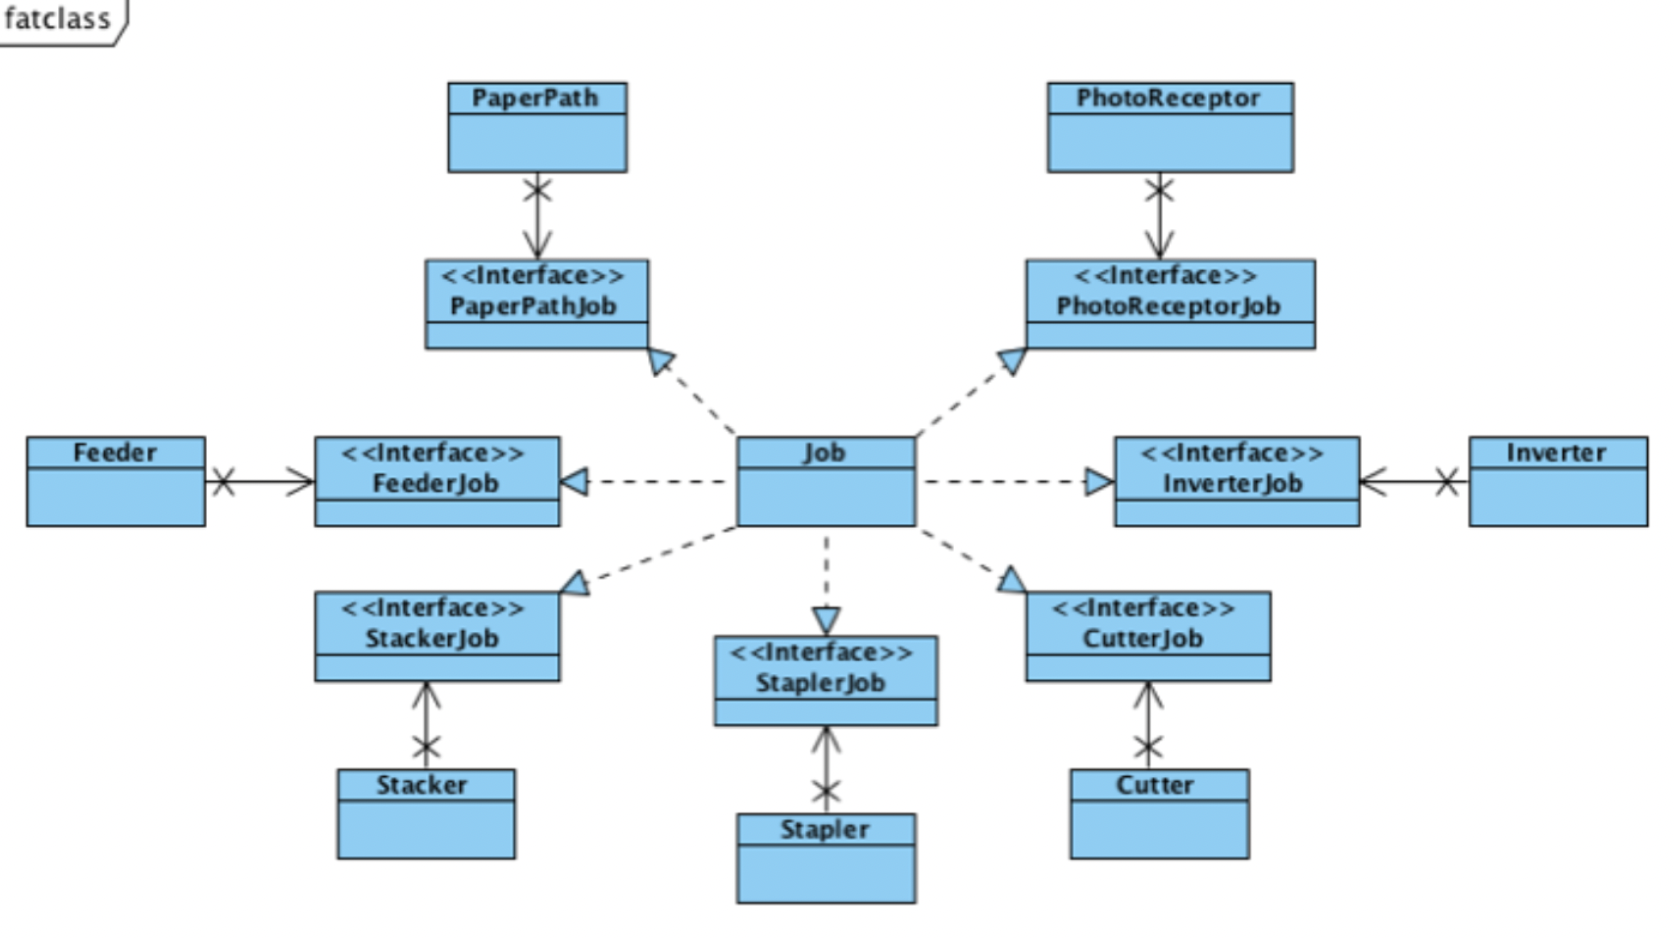 fatclass
PaperPath
PhotoReceptor
<<Interface>>
PaperPathJob
<<Interface>>
PhotoReceptorJob
Feeder
<<Interface>>
FeederJob
Job
<<Interface>>
InverterJob
Inverter
<<Interface>>
StackerJob
<<Interface>>
StaplerJob
<<Interface>>
CutterJob
Stacker
Stapler
Cutter